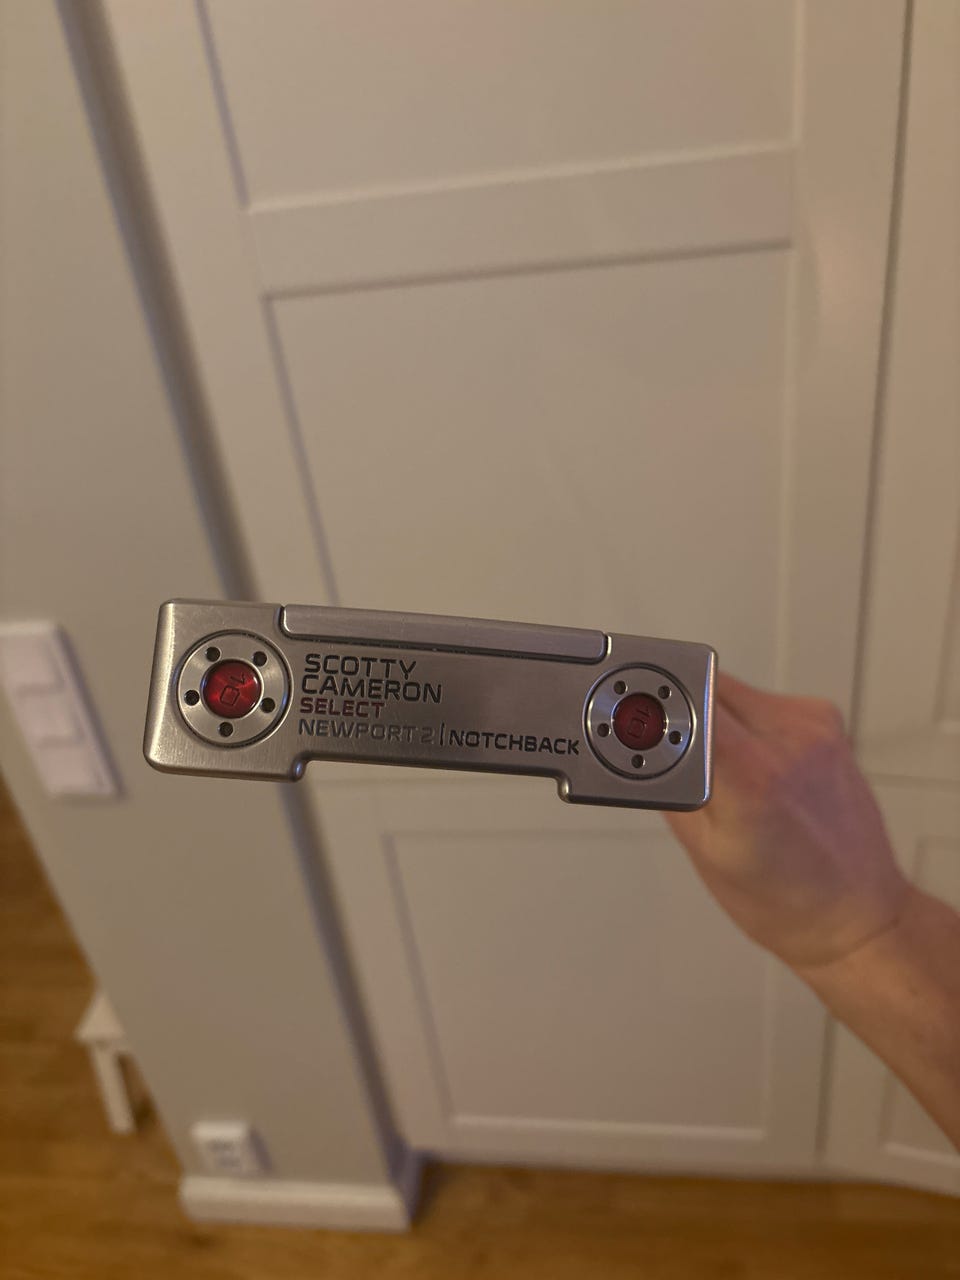 SCOTTY
CAMERON
SELECT
NEWPORT 2 | NOTCHBACK
10
10